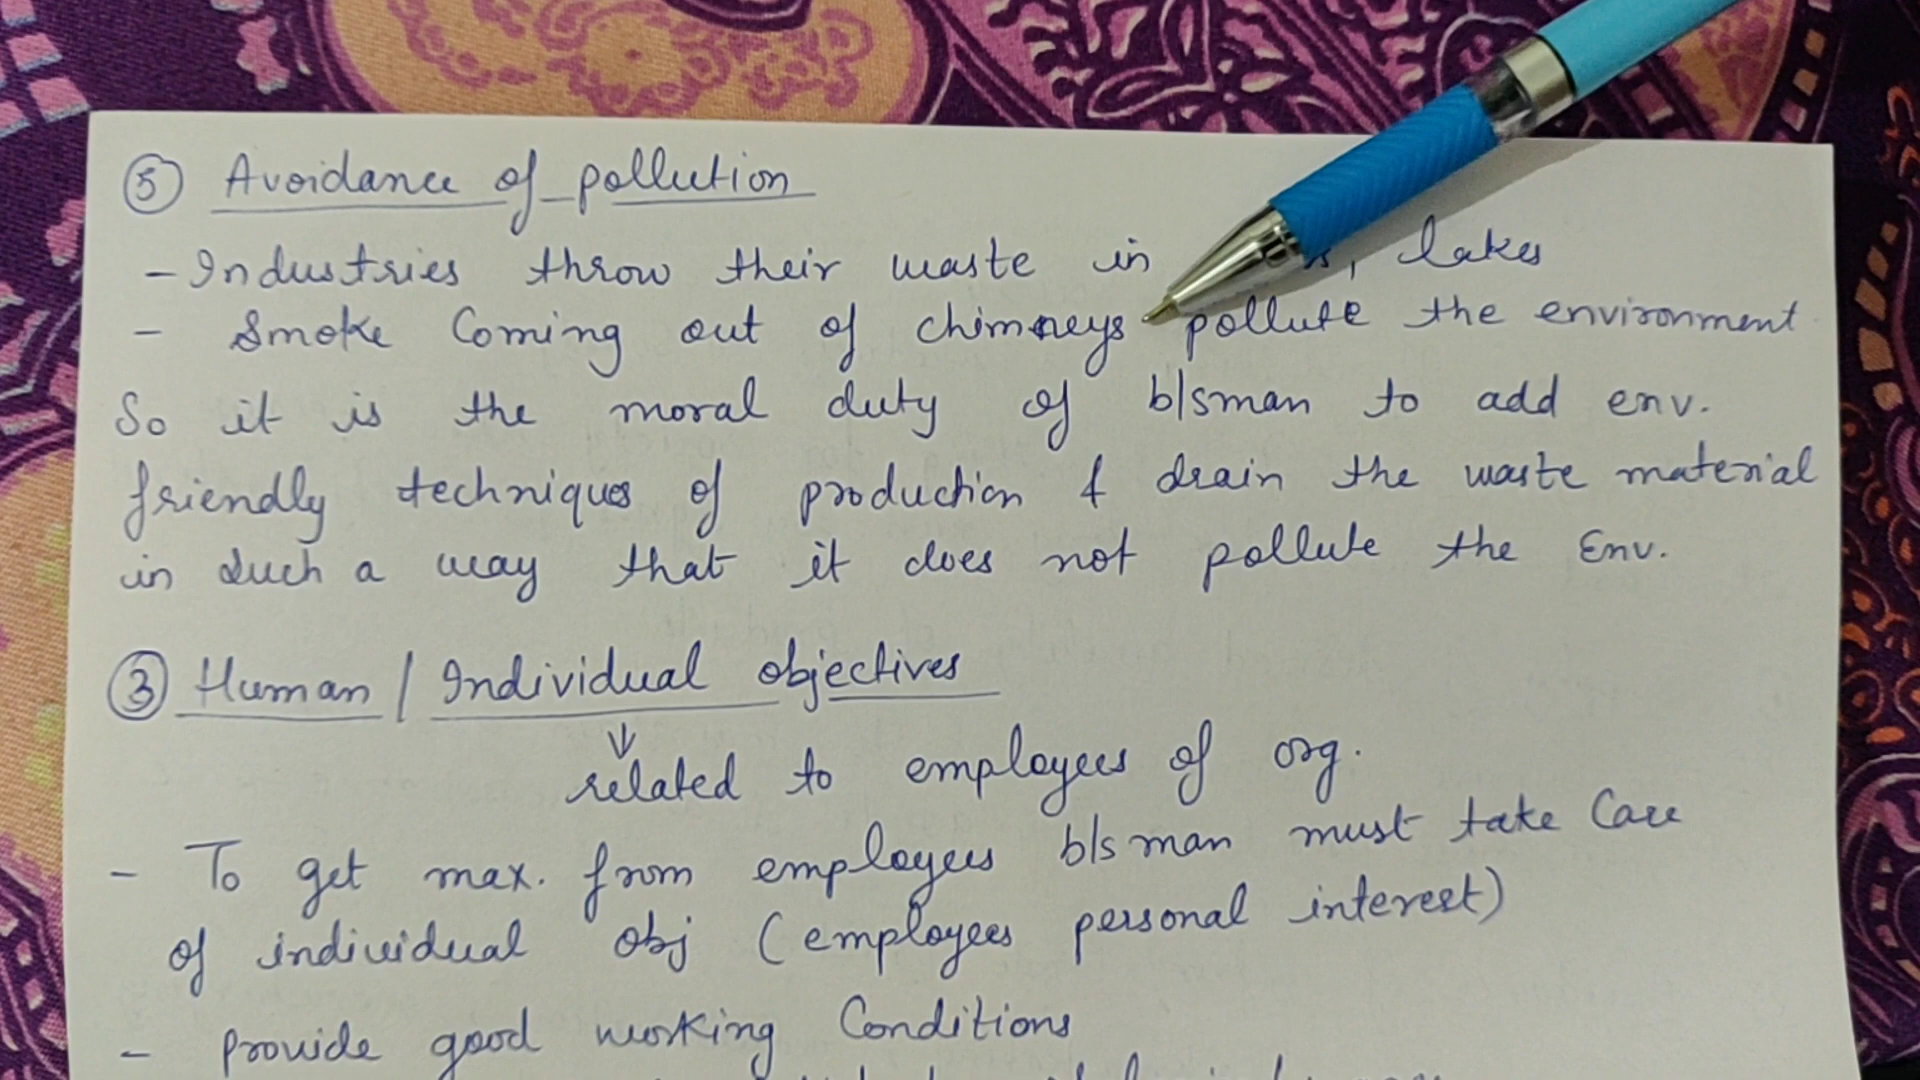 ⑤ Avoidance of pollution
- Industries throw their waste in , lakes
- Smoke Coming out of chimneys pollute the environment.
So it is the moral duty of b/sman to add env.
friendly techniques of production & drain the waste material
in such a way that it does not pollute the Env.
③ Human / Individual objectives
↓
related to employees of org.
- To get max. from employees b/sman must take Care
of individual obj (employees personal interest)
- provide good working Conditions